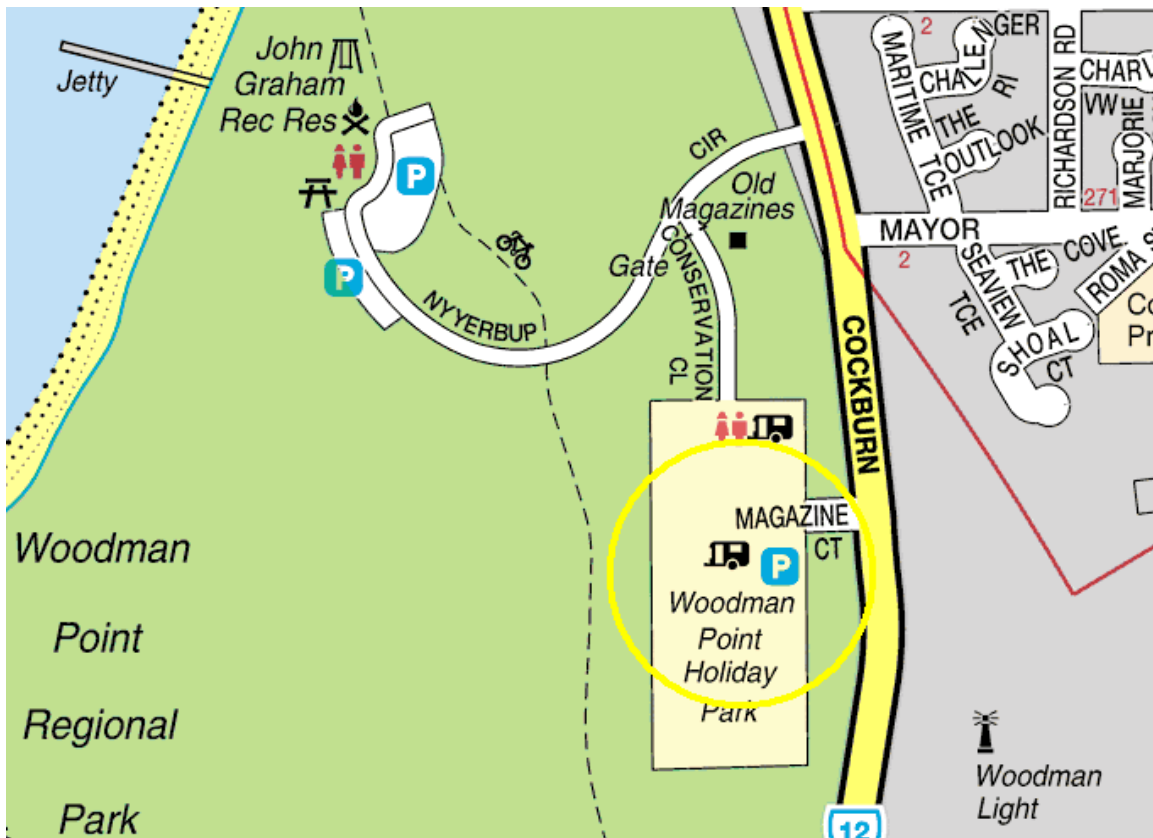 Jetty
John
Graham
Rec Res
P
P
NYYERBUP
CIR
Gate
Old
Magazines
CONSERVATION
CL
COCKBURN
MAGAZINE
CT
P
Woodman
Point
Holiday
Park
Woodman
Point
Regional
Park
12
Woodman
Light
2
MARITIME
TCE
CHALLENGER
RI
THE
OUTLOOK
RICHARDSON RD
CHARV
VW
MARJORIE
271
MAYOR
2
SEAVIEW
TCE
THE COVE
ROMA S
SHOAL
CT
Co
Pr